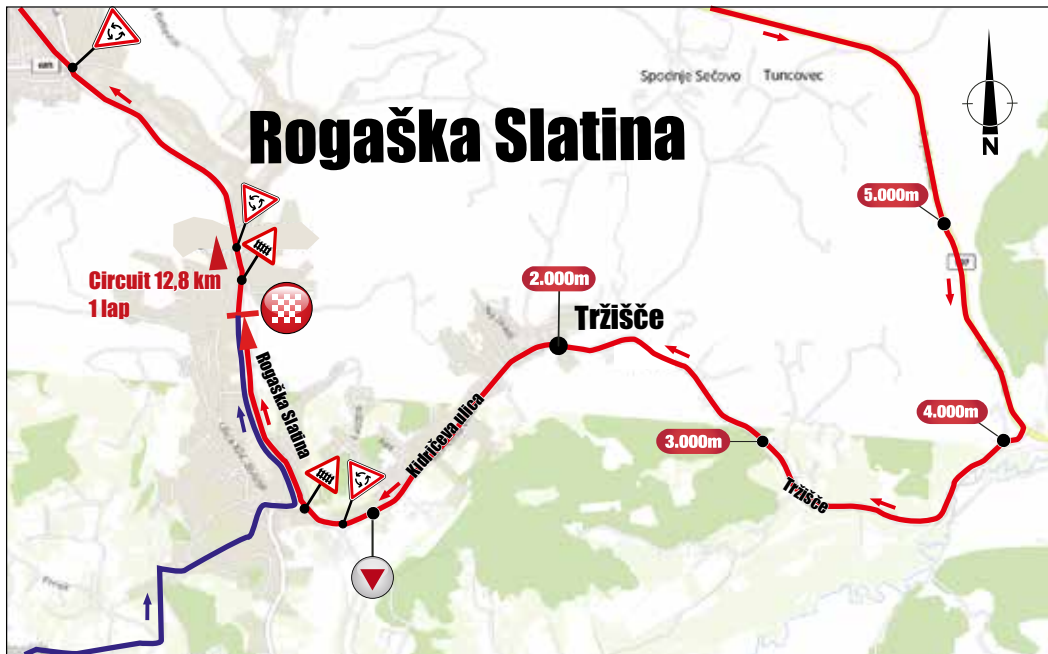 Spodnje Sečovo
Tuncovec
Rogaška Slatina
N
5.000m
Circuit 12,8 km
1 lap
2.000m
Tržišče
Rogaška Slatina
Kidričeva ulica
4.000m
3.000m
Tržišče